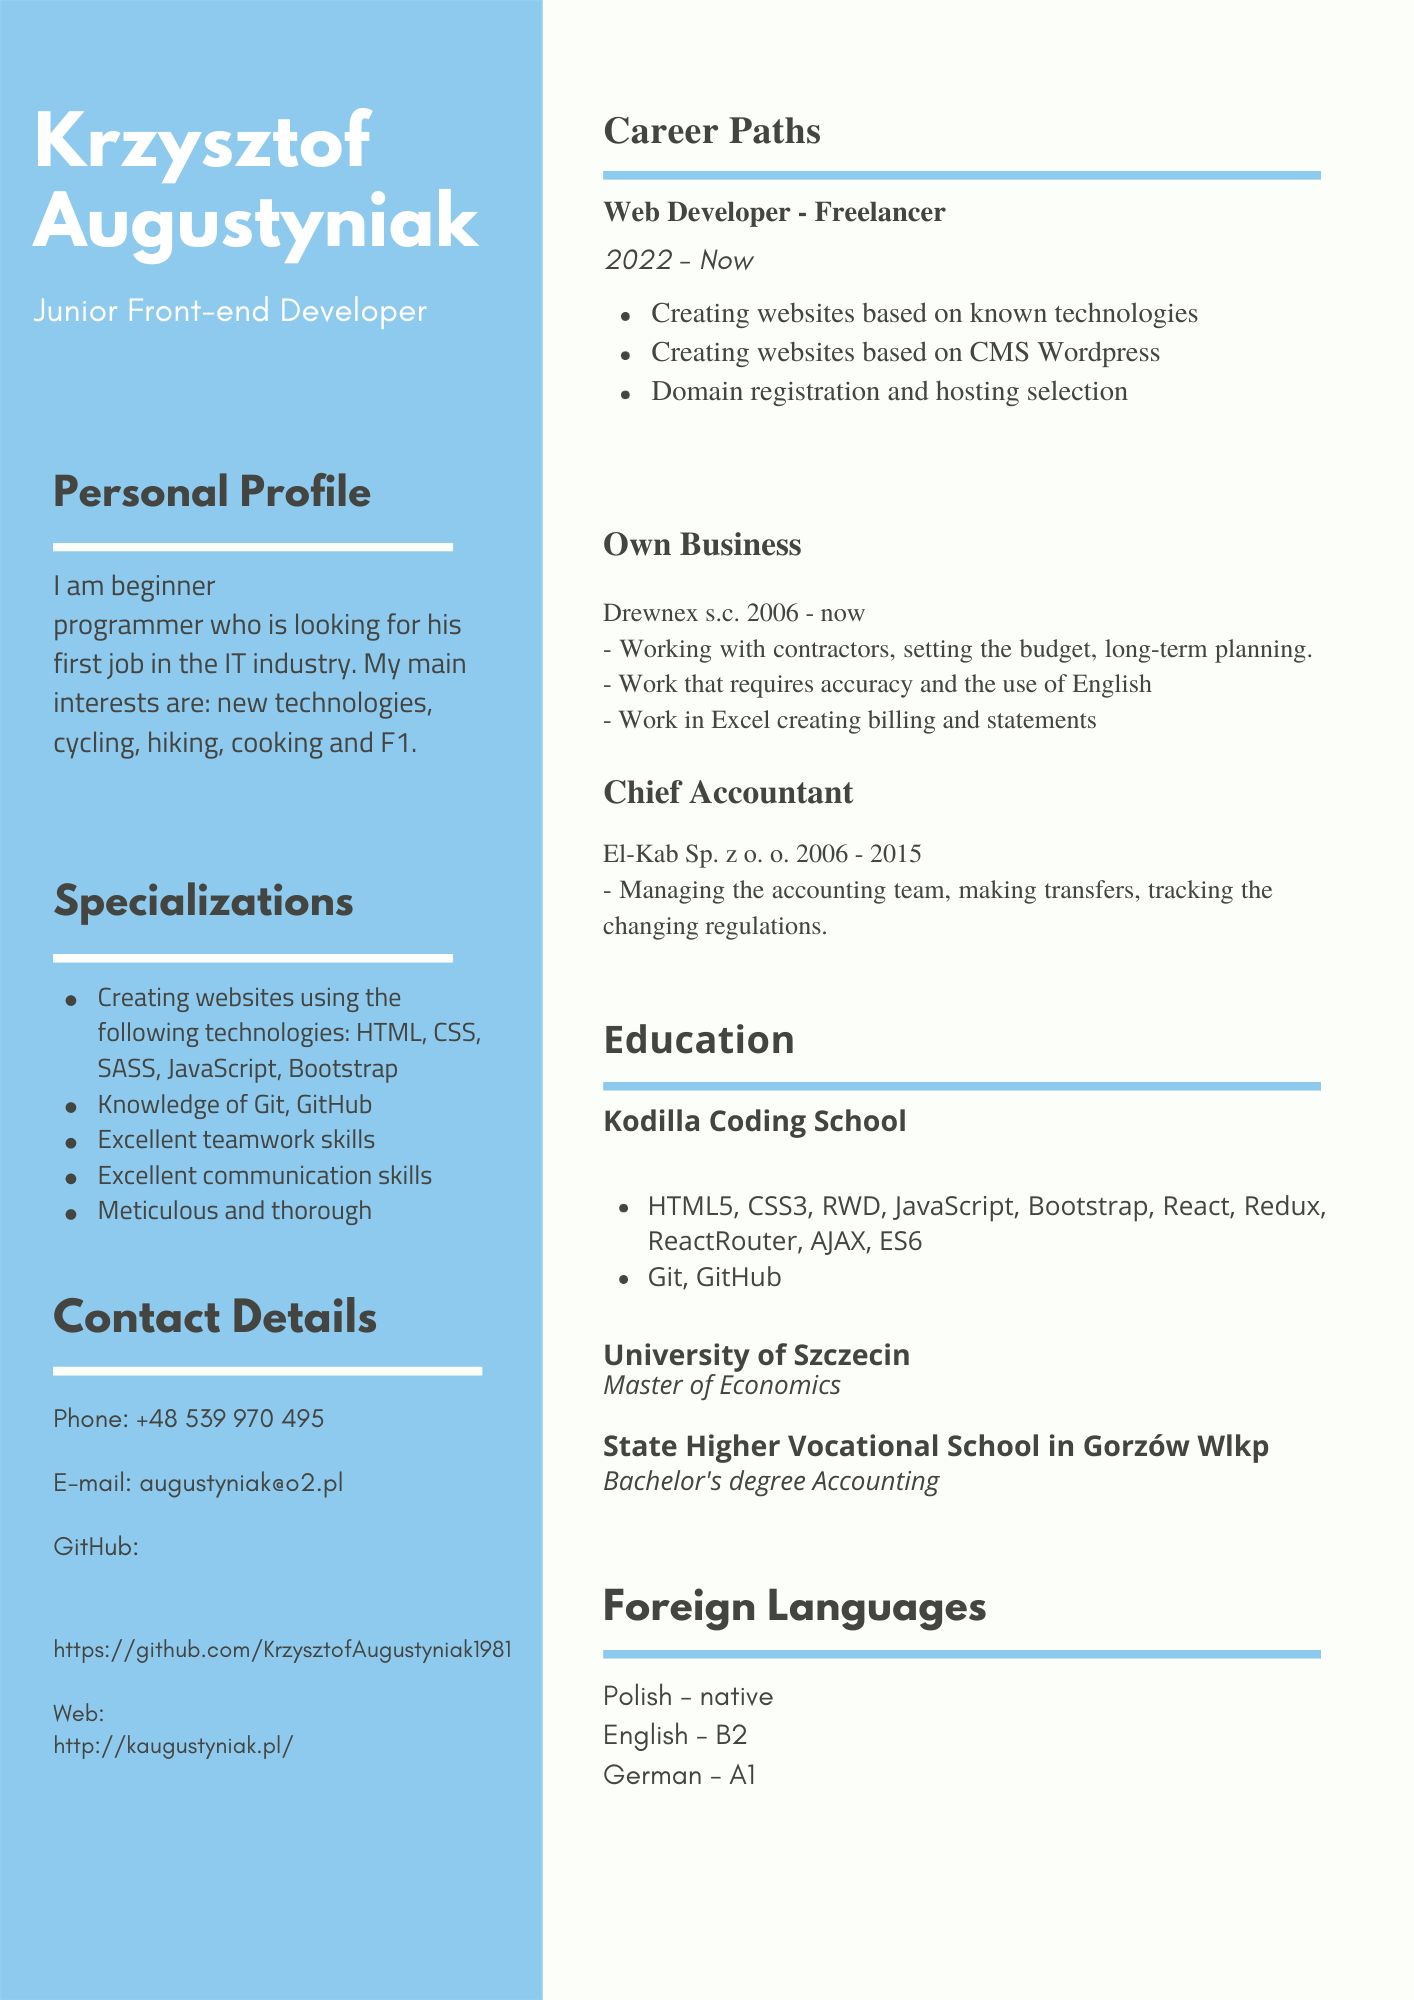 Krzysztof
Augustyniak
Junior Front-end Developer
Personal Profile
I am beginner
programmer who is looking for his
first job in the IT industry. My main
interests are: new technologies,
cycling, hiking, cooking and F1.
Specializations
• Creating websites using the
following technologies: HTML, CSS,
SASS, JavaScript, Bootstrap
• Knowledge of Git, GitHub
• Excellent teamwork skills
• Excellent communication skills
• Meticulous and thorough
Contact Details
Phone: +48 539 970 495
E-mail: augustyniak@o2.pl
GitHub:
https://github.com/KrzysztofAugustyniak1981
Web:
http://kaugustyniak.pl/
Career Paths
Web Developer - Freelancer
2022 - Now
• Creating websites based on known technologies
• Creating websites based on CMS Wordpress
• Domain registration and hosting selection
Own Business
Drewnex s.c. 2006 - now
- Working with contractors, setting the budget, long-term planning.
- Work that requires accuracy and the use of English
- Work in Excel creating billing and statements
Chief Accountant
El-Kab Sp. z o. o. 2006 - 2015
- Managing the accounting team, making transfers, tracking the
changing regulations.
Education
Kodilla Coding School
• HTML5, CSS3, RWD, JavaScript, Bootstrap, React, Redux,
ReactRouter, AJAX, ES6
• Git, GitHub
University of Szczecin
Master of Economics
State Higher Vocational School in Gorzów Wlkp
Bachelor's degree Accounting
Foreign Languages
Polish - native
English - B2
German - A1